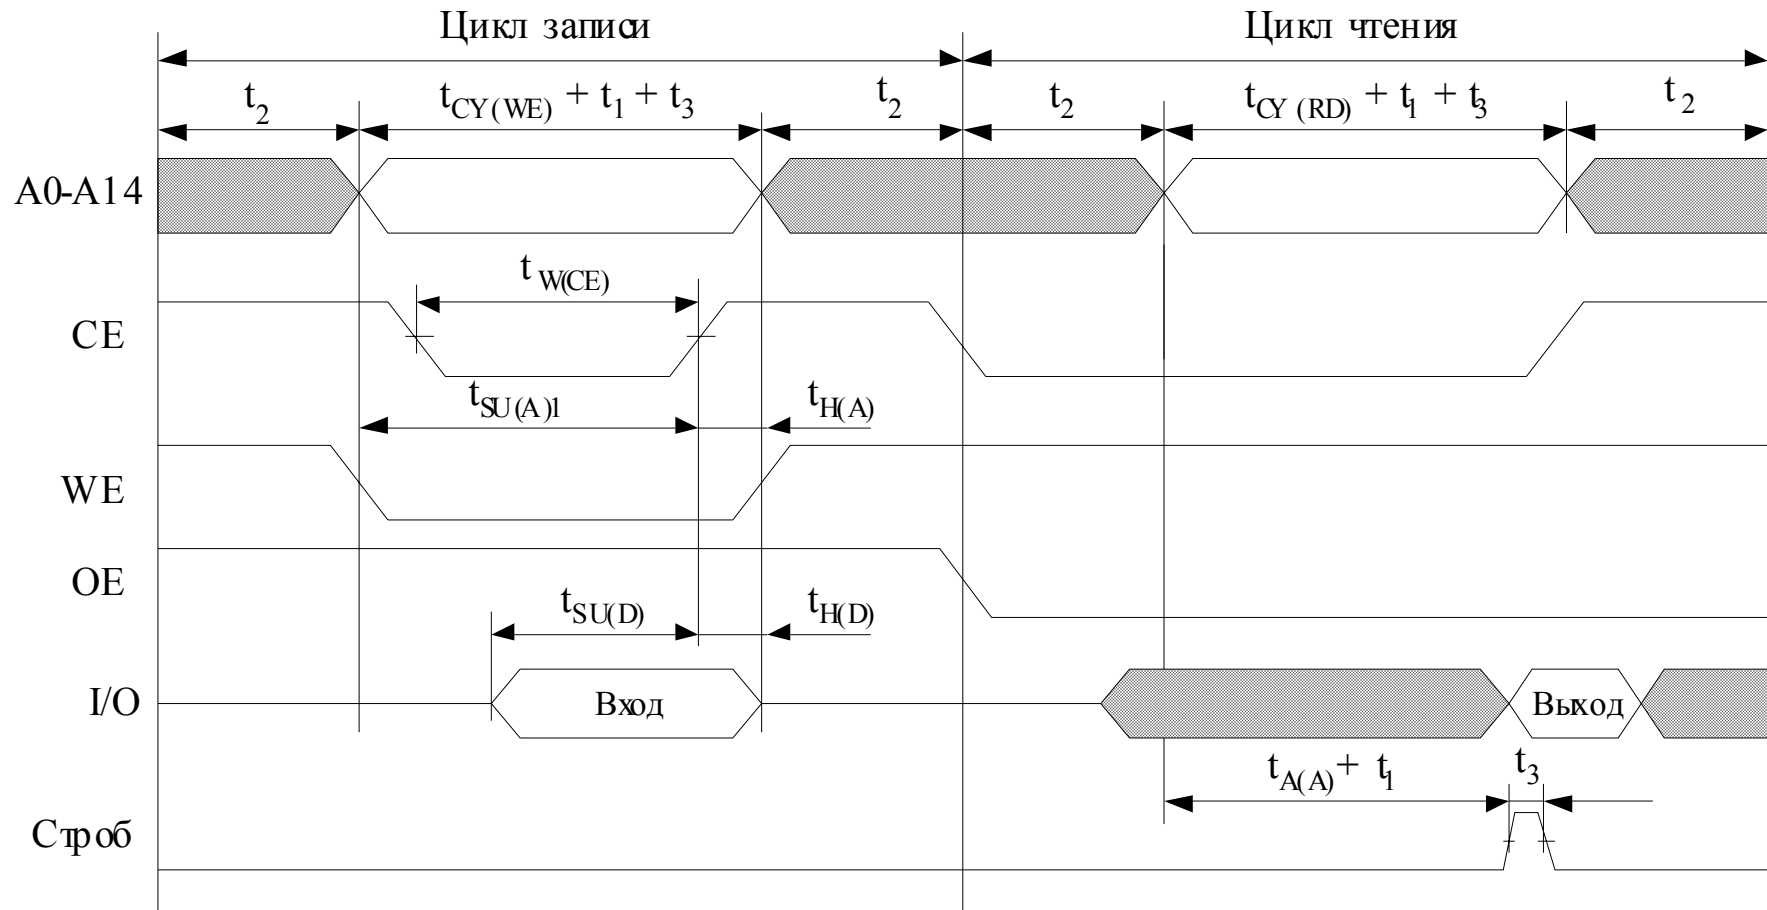 Цикл записи Цикл чтения
t2 tCY(WE) + t1 + t3 t2 t2 tCY(RD) + t1 + t3 t2
A0-A14
tW(CE)
CE
tSU(A)1 tH(A)
WE
OE
tSU(D) tH(D)
I/O Вход Выход
tA(A) + t1 t3
Строб